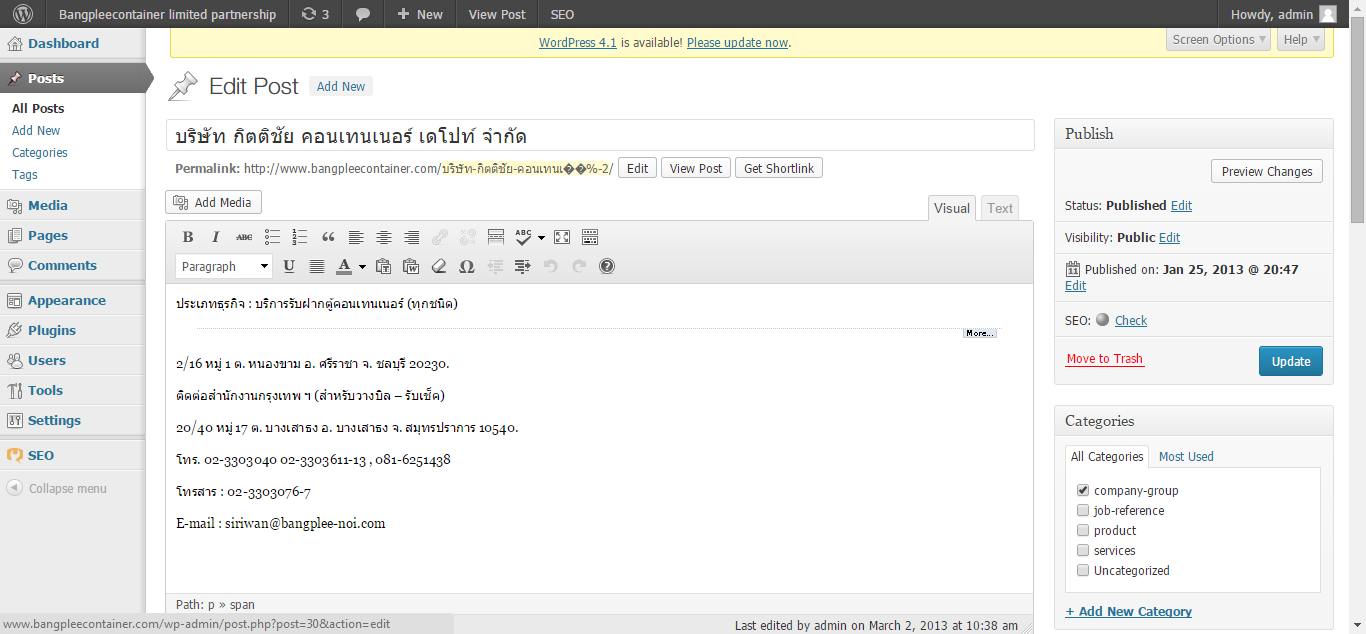 Bangpleecontainer limited partnership 3 New View Post SEO Howdy, admin
WordPress 4.1 is available! Please update now.
Screen Options Help
Dashboard
Posts
All Posts
Add New
Categories
Tags
Media
Pages
Comments
Appearance
Plugins
Users
Tools
Settings
SEO
Collapse menu
Edit Post Add New
บริษัท กิตติชัย คอนเทนเนอร์ เดโปท์ จำกัด
Permalink: http://www.bangpleecontainer.com/บริษัท-กิตติชัย-คอนเทนเ��%-2/ Edit View Post Get Shortlink
Add Media
Visual Text
B I ABC ABC
Paragraph U A
ประเภทธุรกิจ : บริการรับฝากตู้คอนเทนเนอร์ (ทุกชนิด)
More...
2/16 หมู่ 1 ต. หนองขาม อ. ศรีราชา จ. ชลบุรี 20230.
ติดต่อสำนักงานกรุงเทพ ฯ (สำหรับวางบิล – รับเช็ค)
20/40 หมู่ 17 ต. บางเสาธง อ. บางเสาธง จ. สมุทรปราการ 10540.
โทร. 02-3303040 02-3303611-13 , 081-6251438
โทรสาร : 02-3303076-7
E-mail : siriwan@bangplee-noi.com
Path: p » span
Last edited by admin on March 2, 2013 at 10:38 am
Publish
Preview Changes
Status: Published Edit
Visibility: Public Edit
Published on: Jan 25, 2013 @ 20:47
Edit
SEO: Check
Move to Trash Update
Categories
All Categories Most Used
company-group
job-reference
product
services
Uncategorized
+ Add New Category
www.bangpleecontainer.com/wp-admin/post.php?post=30&action=edit